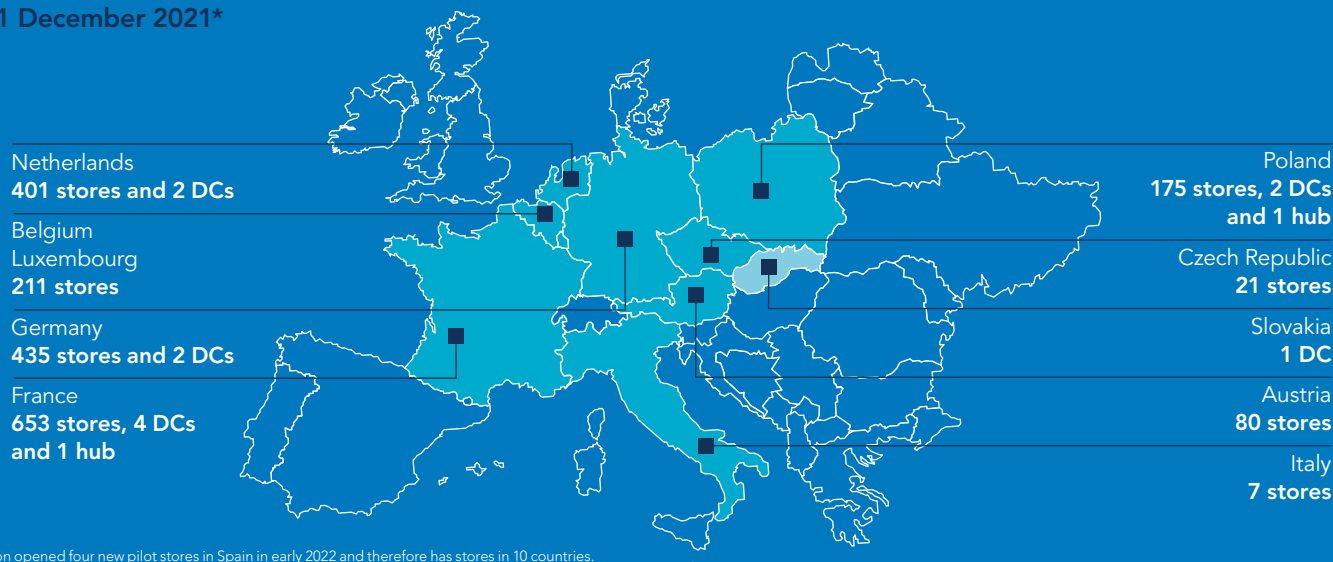 1 December 2021*
Netherlands
401 stores and 2 DCs
Belgium
Luxembourg
211 stores
Germany
435 stores and 2 DCs
France
653 stores, 4 DCs
and 1 hub
Poland
175 stores, 2 DCs
and 1 hub
Czech Republic
21 stores
Slovakia
1 DC
Austria
80 stores
Italy
7 stores
on opened four new pilot stores in Spain in early 2022 and therefore has stores in 10 countries.